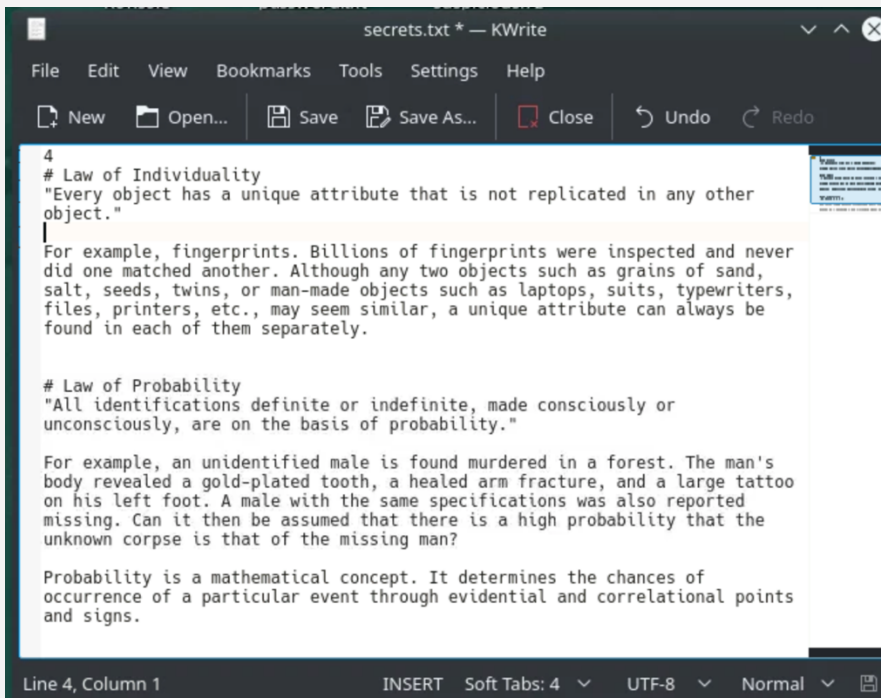 secrets.txt * — KWrite
File Edit View Bookmarks Tools Settings Help
New Open... Save Save As... Close Undo Redo
4
# Law of Individuality
"Every object has a unique attribute that is not replicated in any other
object."
For example, fingerprints. Billions of fingerprints were inspected and never
did one matched another. Although any two objects such as grains of sand,
salt, seeds, twins, or man-made objects such as laptops, suits, typewriters,
files, printers, etc., may seem similar, a unique attribute can always be
found in each of them separately.
# Law of Probability
"All identifications definite or indefinite, made consciously or
unconsciously, are on the basis of probability."
For example, an unidentified male is found murdered in a forest. The man's
body revealed a gold-plated tooth, a healed arm fracture, and a large tattoo
on his left foot. A male with the same specifications was also reported
missing. Can it then be assumed that there is a high probability that the
unknown corpse is that of the missing man?
Probability is a mathematical concept. It determines the chances of
occurrence of a particular event through evidential and correlational points
and signs.
Line 4, Column 1 INSERT Soft Tabs: 4 UTF-8 Normal